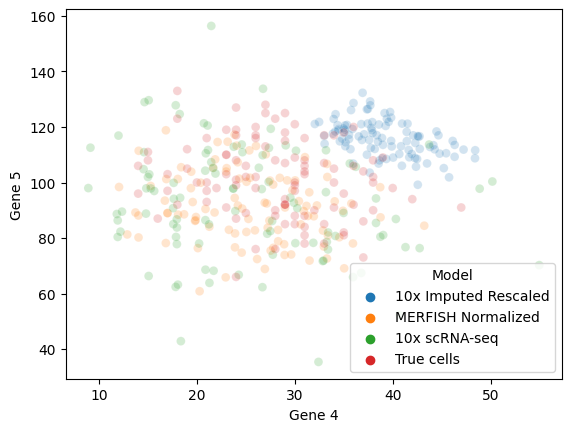 160
140
120
100
80
60
40
Gene 5
10
20
30
40
50
Gene 4
Model
10x Imputed Rescaled
MERFISH Normalized
10x scRNA-seq
True cells